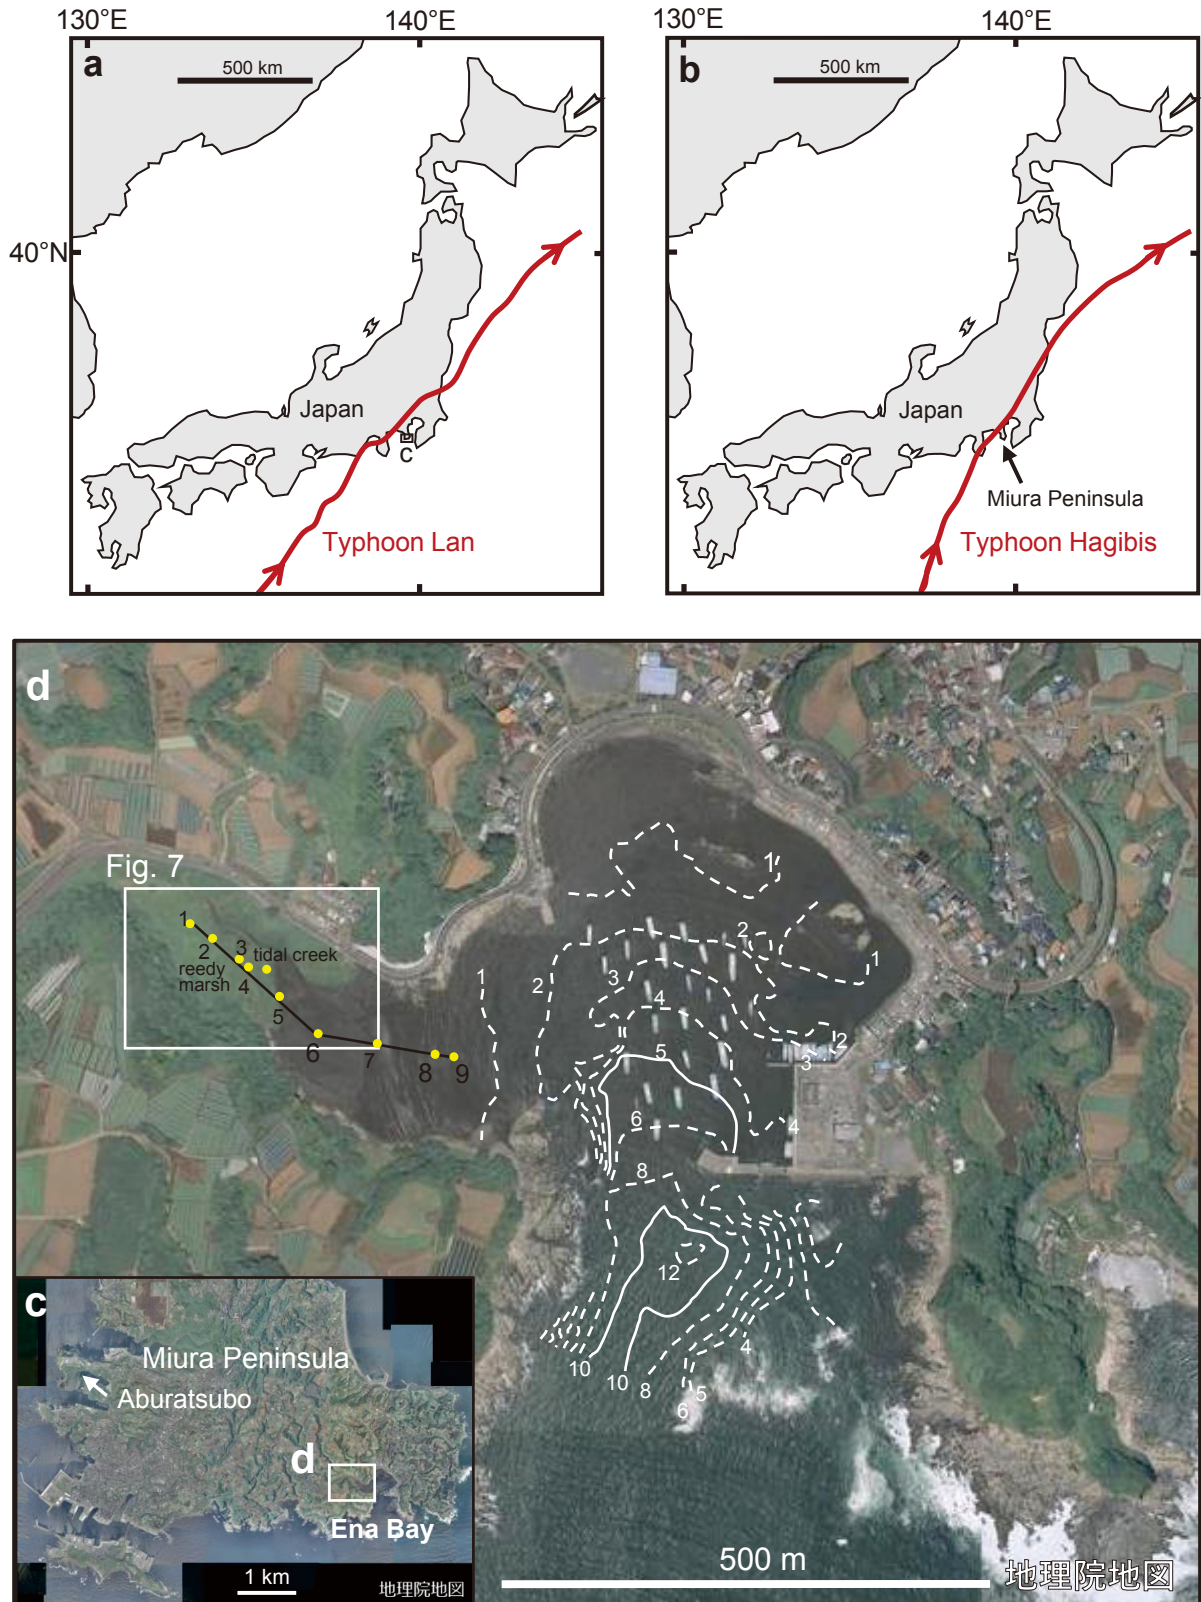 130°E
140°E
a
500 km
40°N
Japan
c
Typhoon Lan
130°E
140°E
b
500 km
Japan
Miura Peninsula
Typhoon Hagibis
d
Fig. 7
1
2
3
tidal creek
reedy
marsh
4
5
6
7
8
9
1
1
2
1
2
3
4
5
2
3
4
6
8
12
10
10
8
6
5
4
c
Miura Peninsula
Aburatsubo
d
Ena Bay
1 km
地理院地図
500 m
地理院地図